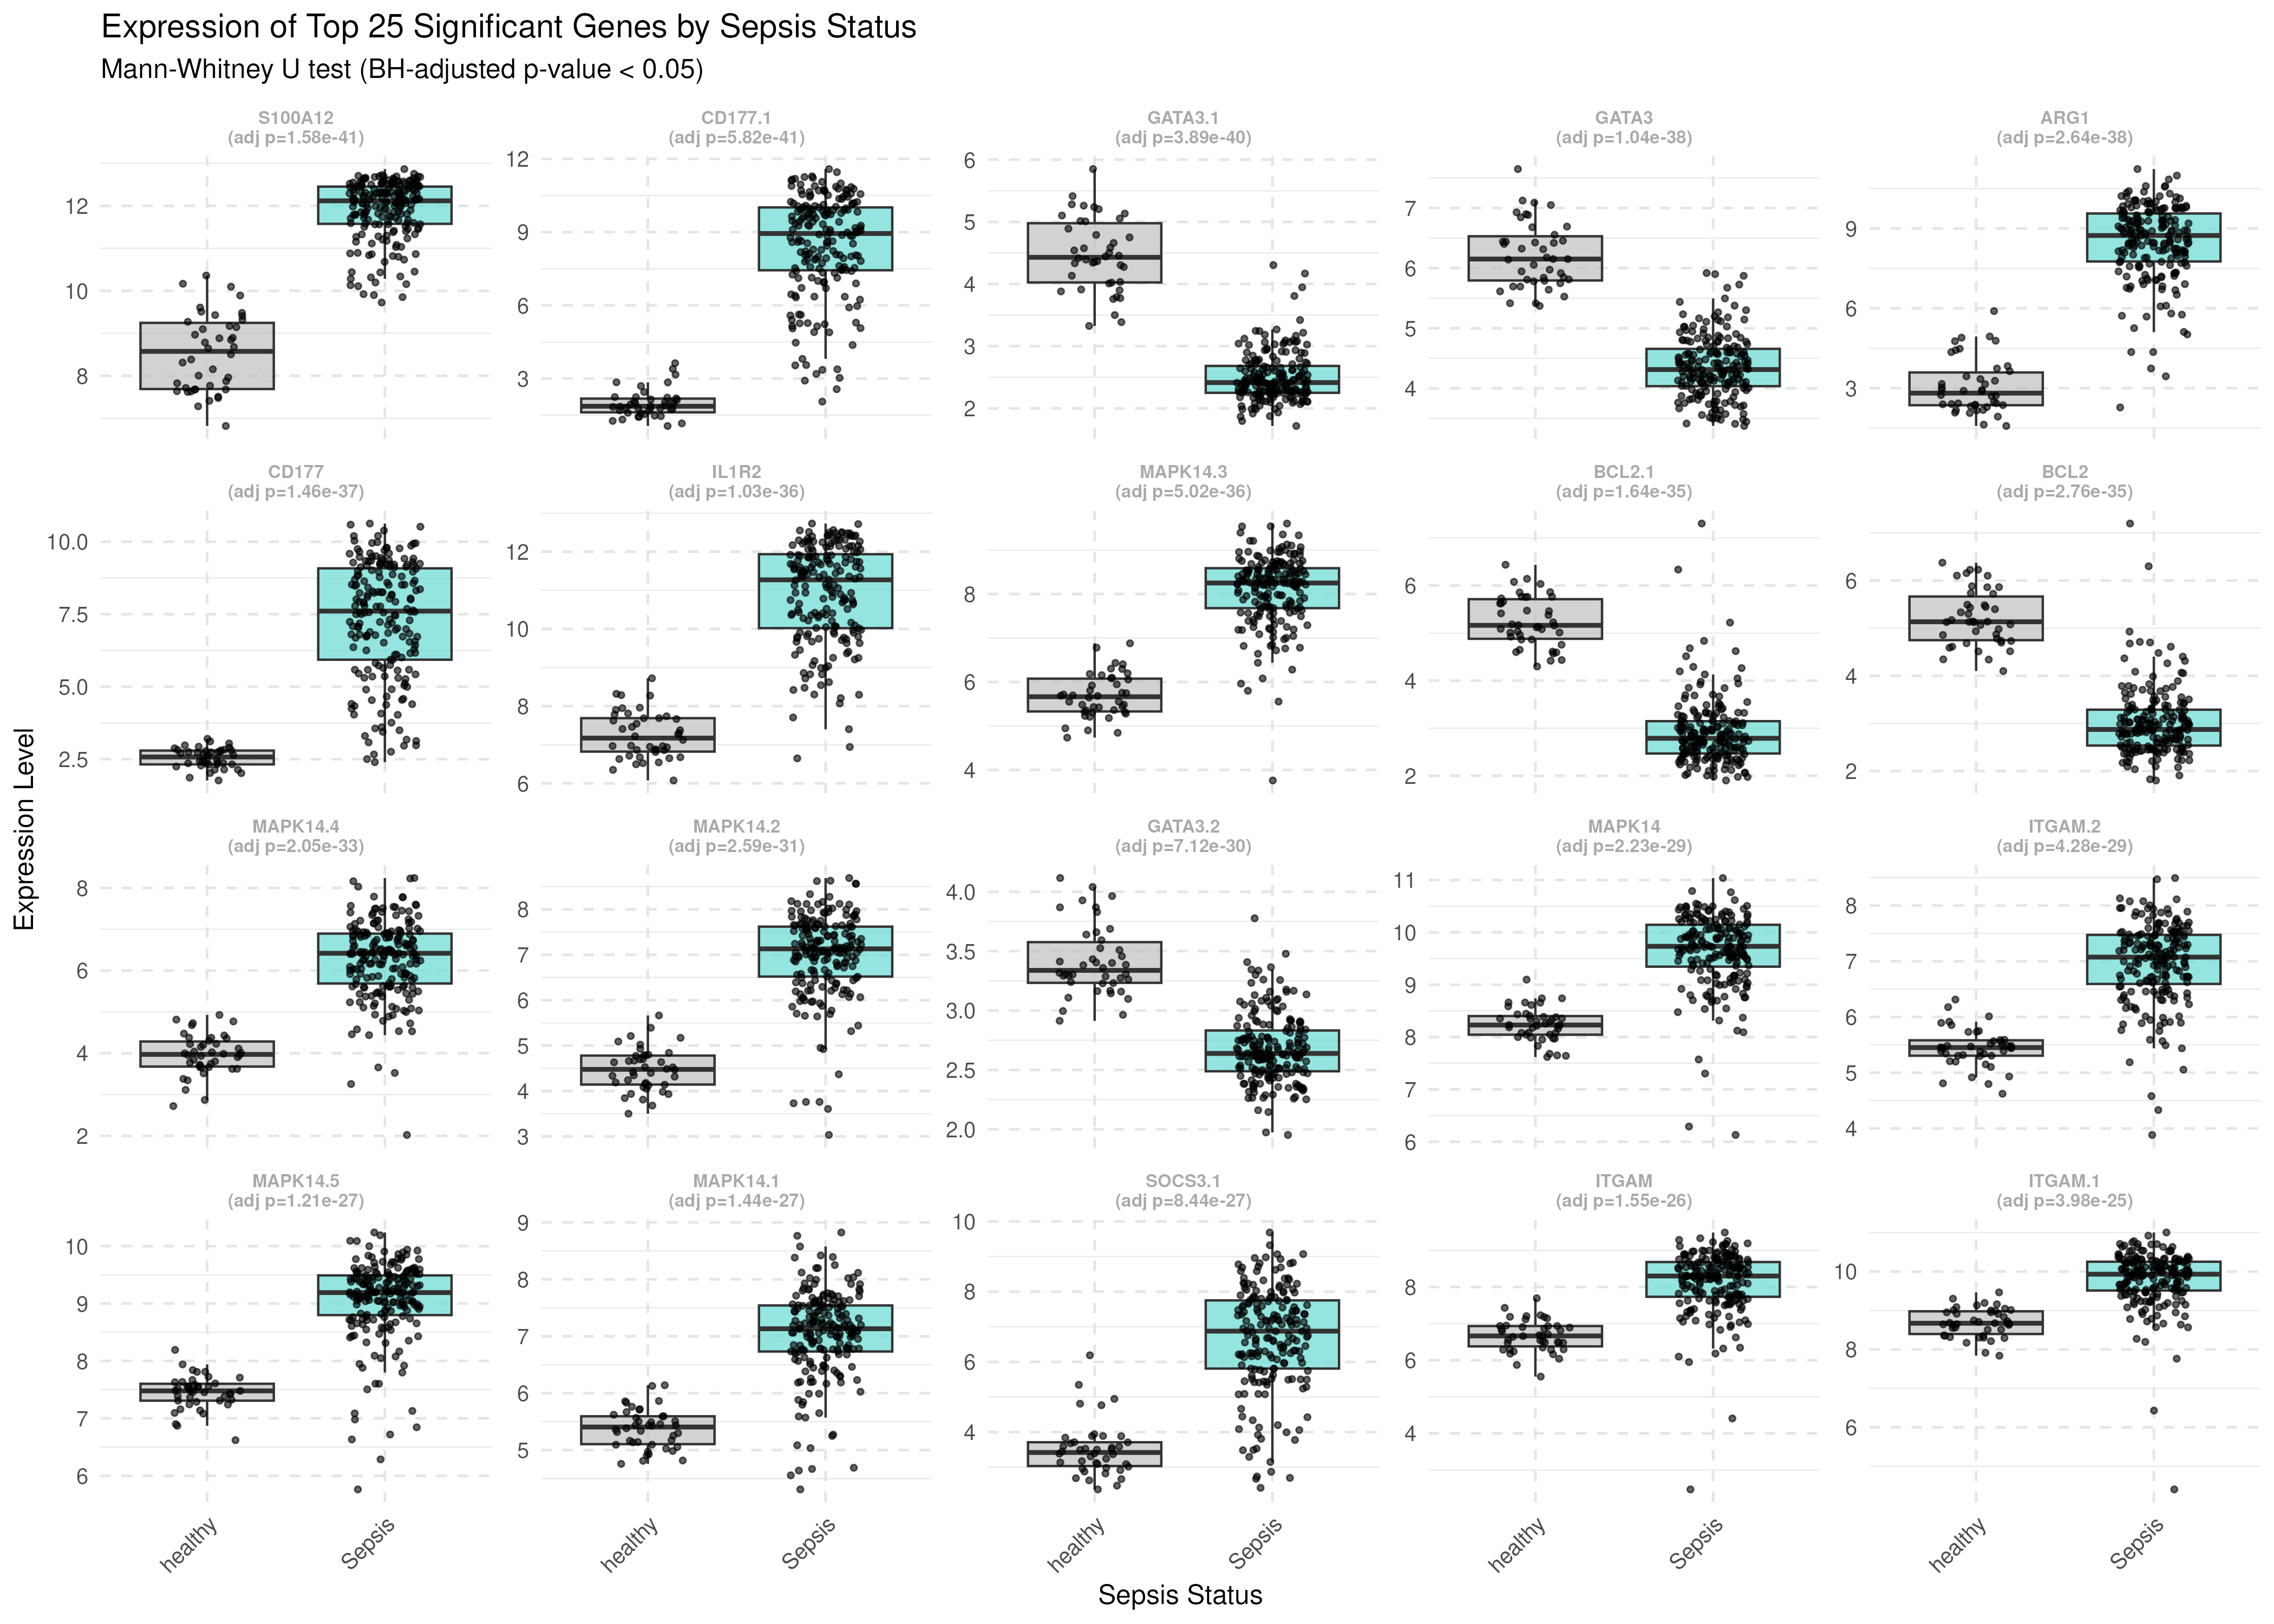 Expression of Top 25 Significant Genes by Sepsis Status
Mann-Whitney U test (BH-adjusted p-value < 0.05)
S100A12
(adj p=1.58e-41)
12
10
8
CD177.1
(adj p=5.82e-41)
12
9
6
3
GATA3.1
(adj p=3.89e-40)
6
5
4
3
2
GATA3
(adj p=1.04e-38)
7
6
5
4
ARG1
(adj p=2.64e-38)
9
6
3
CD177
(adj p=1.46e-37)
10.0
7.5
5.0
2.5
IL1R2
(adj p=1.03e-36)
12
10
8
6
MAPK14.3
(adj p=5.02e-36)
8
6
4
BCL2.1
(adj p=1.64e-35)
6
4
2
BCL2
(adj p=2.76e-35)
6
4
2
MAPK14.4
(adj p=2.05e-33)
8
6
4
2
MAPK14.2
(adj p=2.59e-31)
8
7
6
5
4
3
GATA3.2
(adj p=7.12e-30)
4.0
3.5
3.0
2.5
2.0
MAPK14
(adj p=2.23e-29)
11
10
9
8
7
6
ITGAM.2
(adj p=4.28e-29)
8
7
6
5
4
MAPK14.5
(adj p=1.21e-27)
10
9
8
7
6
MAPK14.1
(adj p=1.44e-27)
9
8
7
6
5
SOCS3.1
(adj p=8.44e-27)
10
8
6
4
ITGAM
(adj p=1.55e-26)
8
6
4
ITGAM.1
(adj p=3.98e-25)
10
8
6
Expression Level
healthy
Sepsis
healthy
Sepsis
healthy
Sepsis
healthy
Sepsis
healthy
Sepsis
Sepsis Status